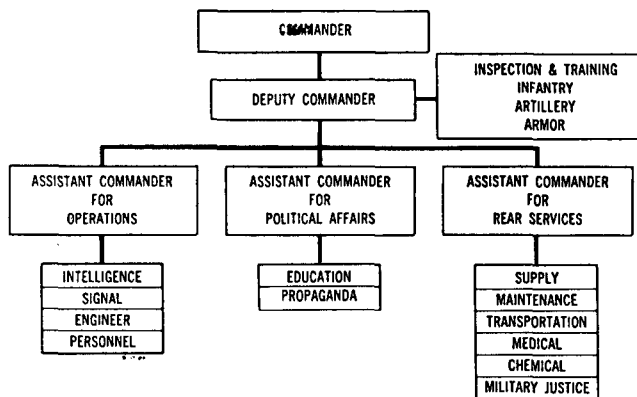 COMMANDER
INSPECTION & TRAINING
INFANTRY
ARTILLERY
ARMOR
DEPUTY COMMANDER
ASSISTANT COMMANDER
FOR
OPERATIONS
ASSISTANT COMMANDER
FOR
POLITICAL AFFAIRS
ASSISTANT COMMANDER
FOR
REAR SERVICES
INTELLIGENCE
SIGNAL
ENGINEER
PERSONNEL
EDUCATION
PROPAGANDA
SUPPLY
MAINTENANCE
TRANSPORTATION
MEDICAL
CHEMICAL
MILITARY JUSTICE